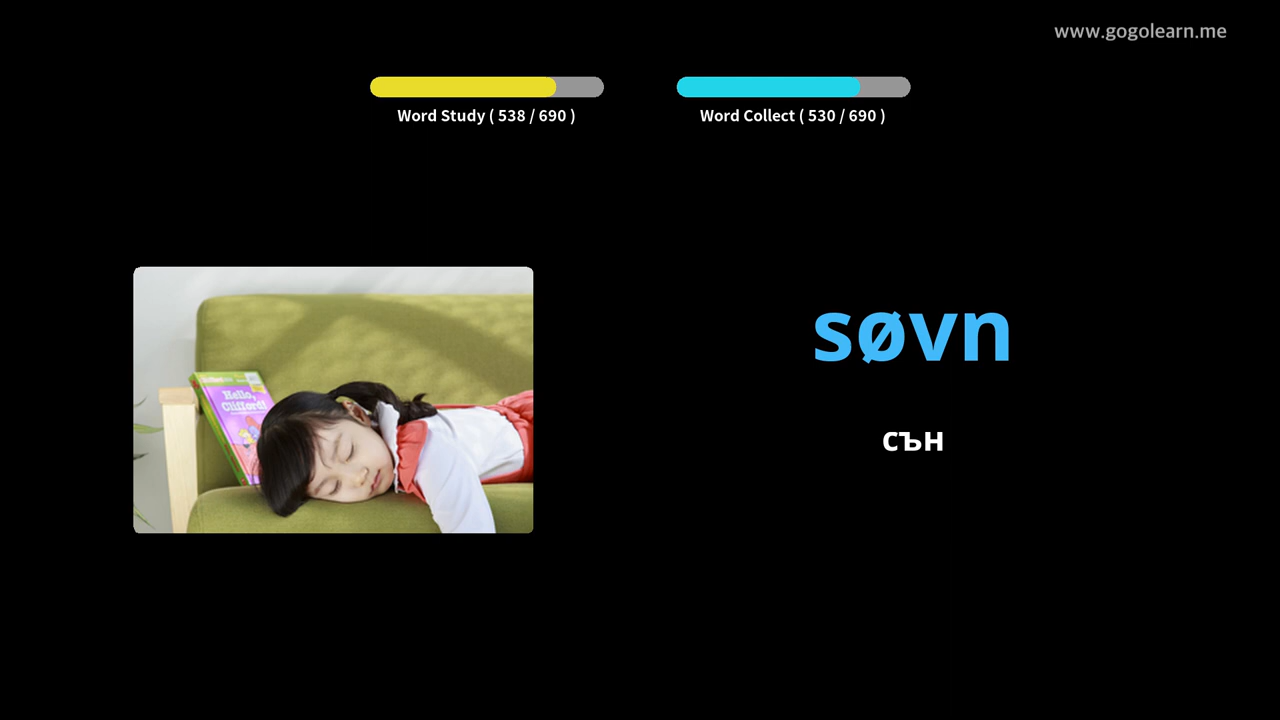 www.gogolearn.me
Word Study ( 538 / 690 )
Word Collect ( 530 / 690 )
søvn
сън
Hello,
Clifford!